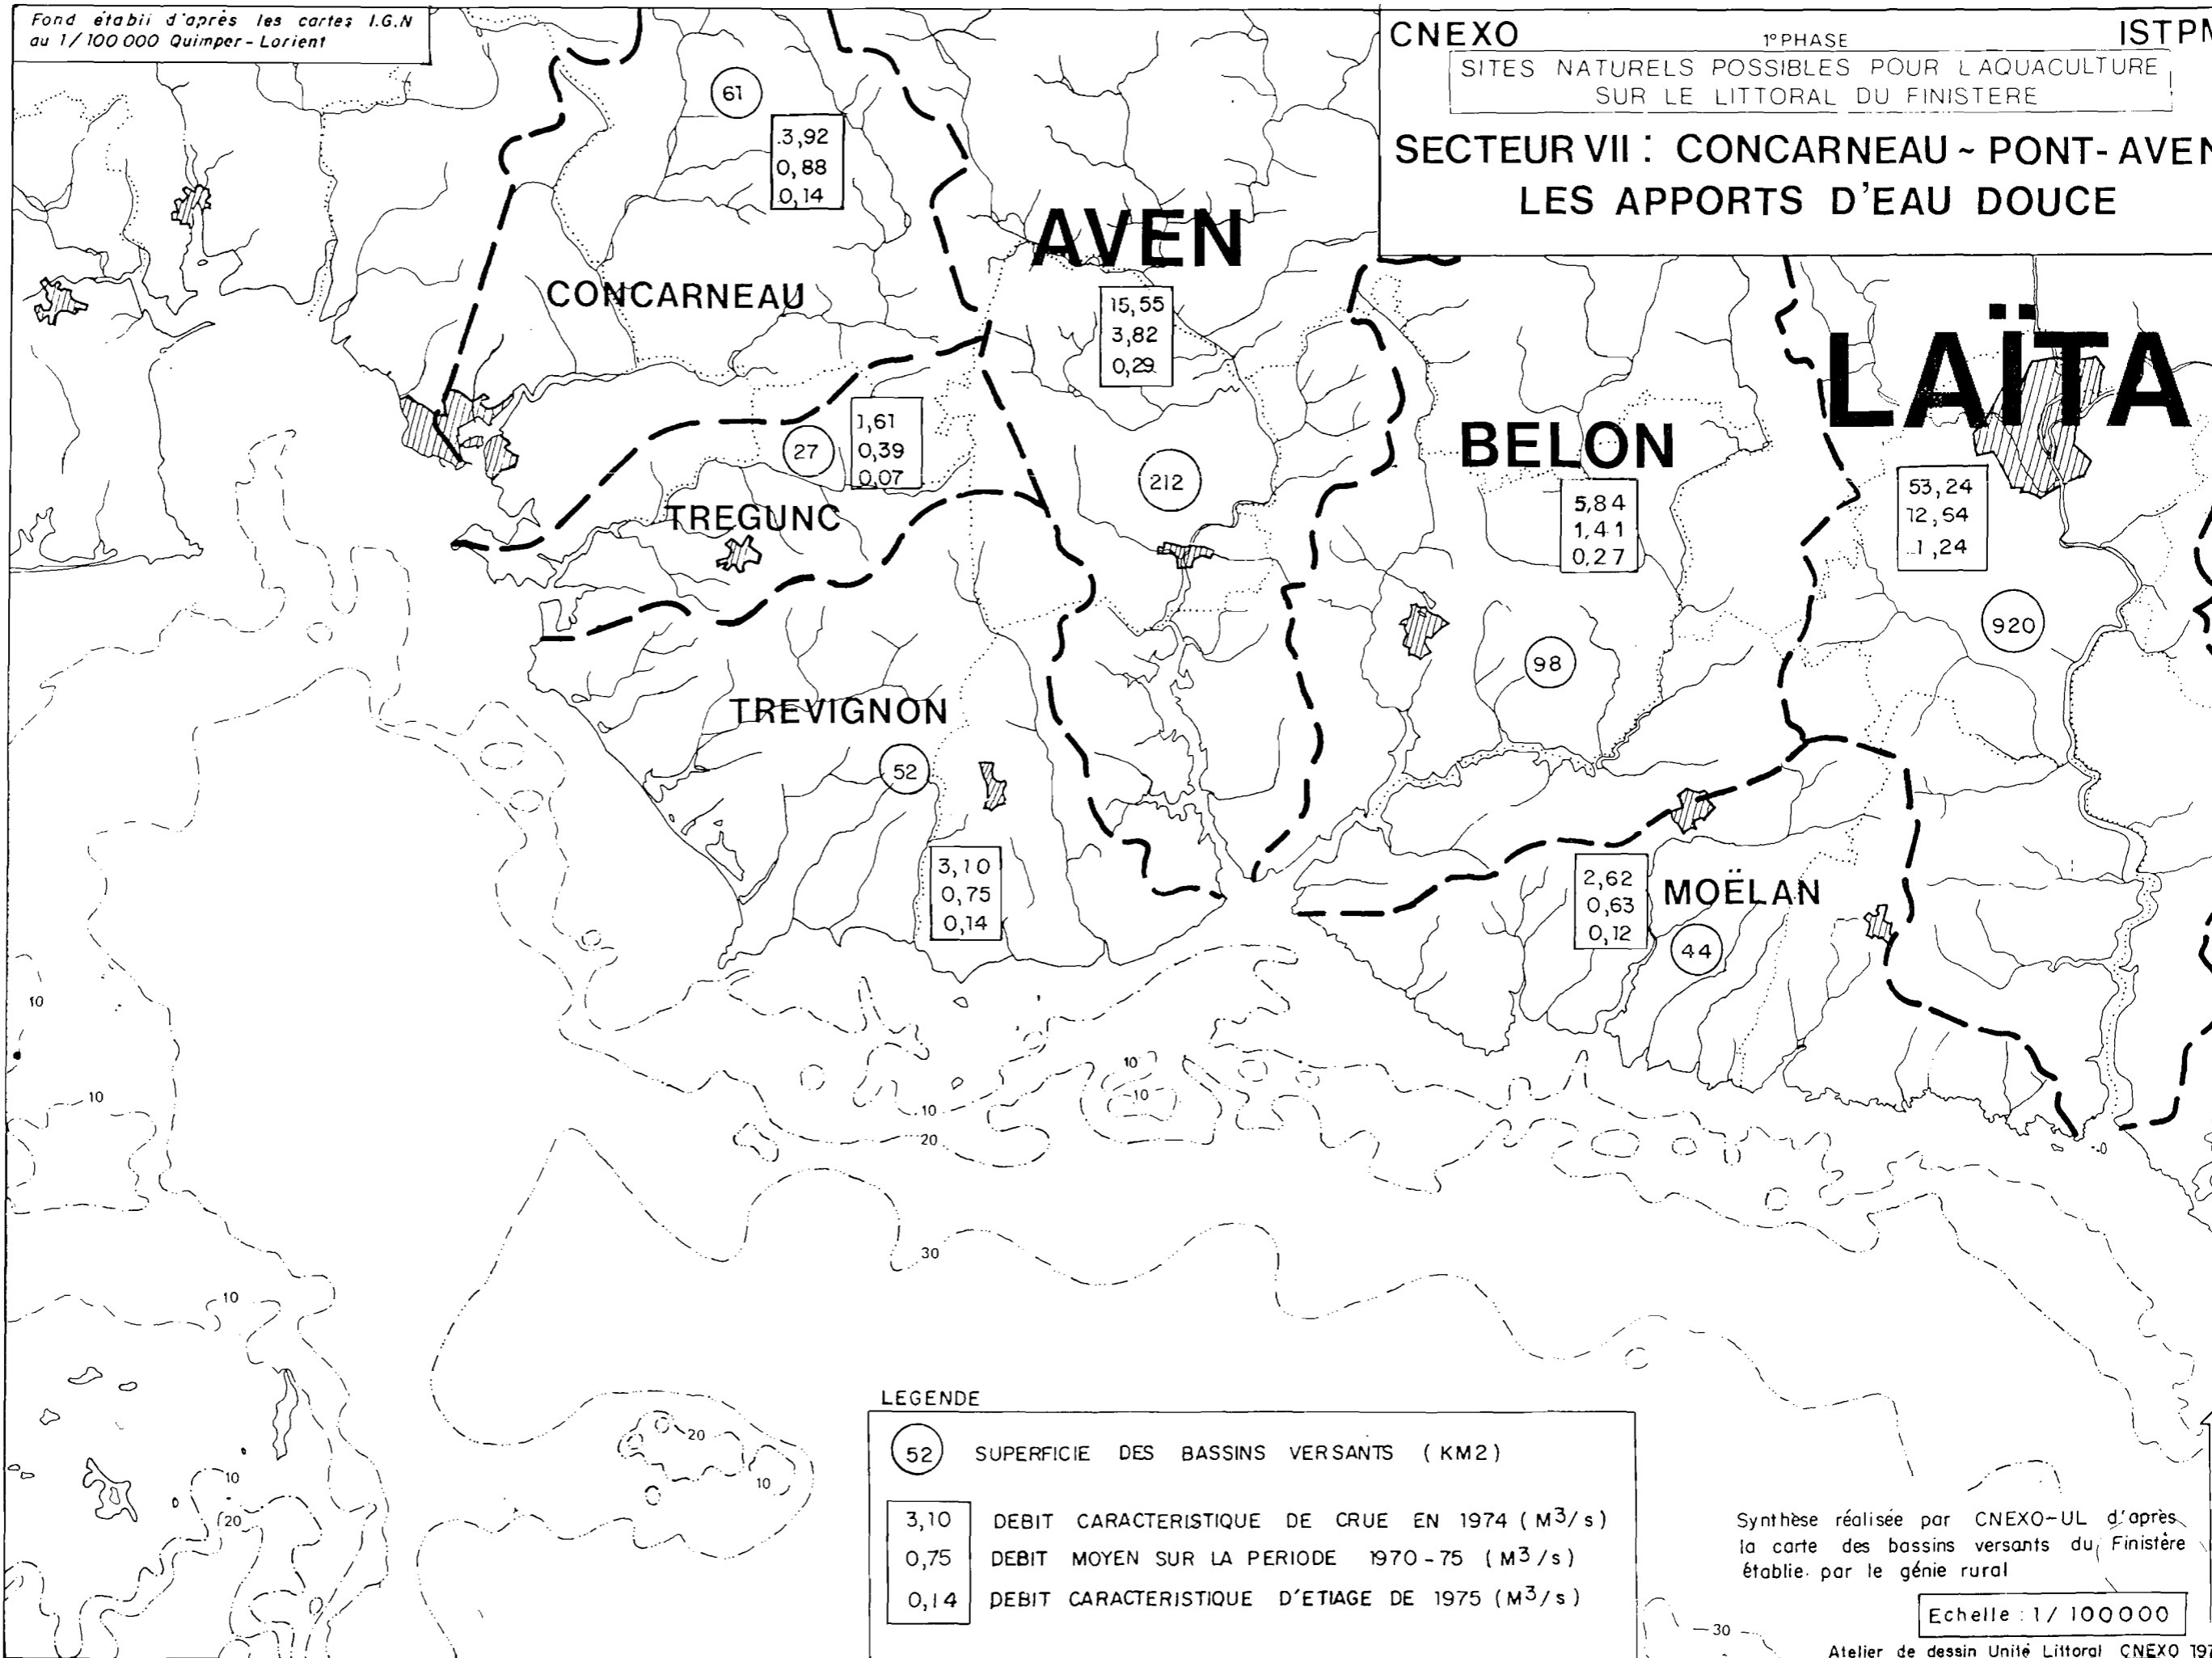 Fond établi d'après les cartes I.G.N
au 1/100 000 Quimper-Lorient
CNEXO 1° PHASE
SITES NATURELS POSSIBLES POUR L AQUACULTURE
SUR LE LITTORAL DU FINISTERE
SECTEUR VII : CONCARNEAU ~ PONT-AVEN
LES APPORTS D'EAU DOUCE
61
3,92
0,88
0,14
CONCARNEAU
AVEN
15,55
3,82
0,29
212
27
1,61
0,39
0,07
TREGUNC
BELON
5,84
1,41
0,27
98
LAÏTA
53,24
12,64
1,24
920
TREVIGNON
52
3,10
0,75
0,14
2,62
0,63
0,12
MOËLAN
44
10
10
10
10
10
20
30
10
10
20
20
10
30
LEGENDE
52 SUPERFICIE DES BASSINS VERSANTS (KM2)
3,10 DEBIT CARACTERISTIQUE DE CRUE EN 1974 (M3/s)
0,75 DEBIT MOYEN SUR LA PERIODE 1970-75 (M3/s)
0,14 DEBIT CARACTERISTIQUE D'ETIAGE DE 1975 (M3/s)
Synthèse réalisée par CNEXO-UL d'après
la carte des bassins versants du Finistère
établie par le génie rural
Echelle : 1/100000
Atelier de dessin Unité Littoral CNEXO